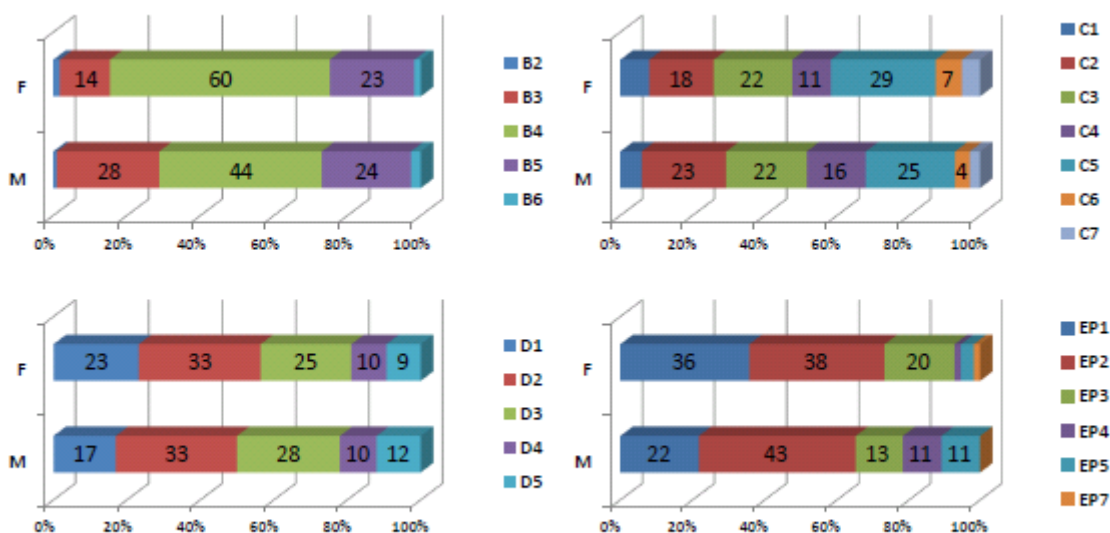 F 14 60 23
M 28 44 24
0% 20% 40% 60% 80% 100%
B2
B3
B4
B5
B6
F 18 22 11 29 7
M 23 22 16 25 4
0% 20% 40% 60% 80% 100%
C1
C2
C3
C4
C5
C6
C7
F 23 33 25 10 9
M 17 33 28 10 12
0% 20% 40% 60% 80% 100%
D1
D2
D3
D4
D5
F 36 38 20
M 22 43 13 11 11
0% 20% 40% 60% 80% 100%
EP1
EP2
EP3
EP4
EP5
EP7